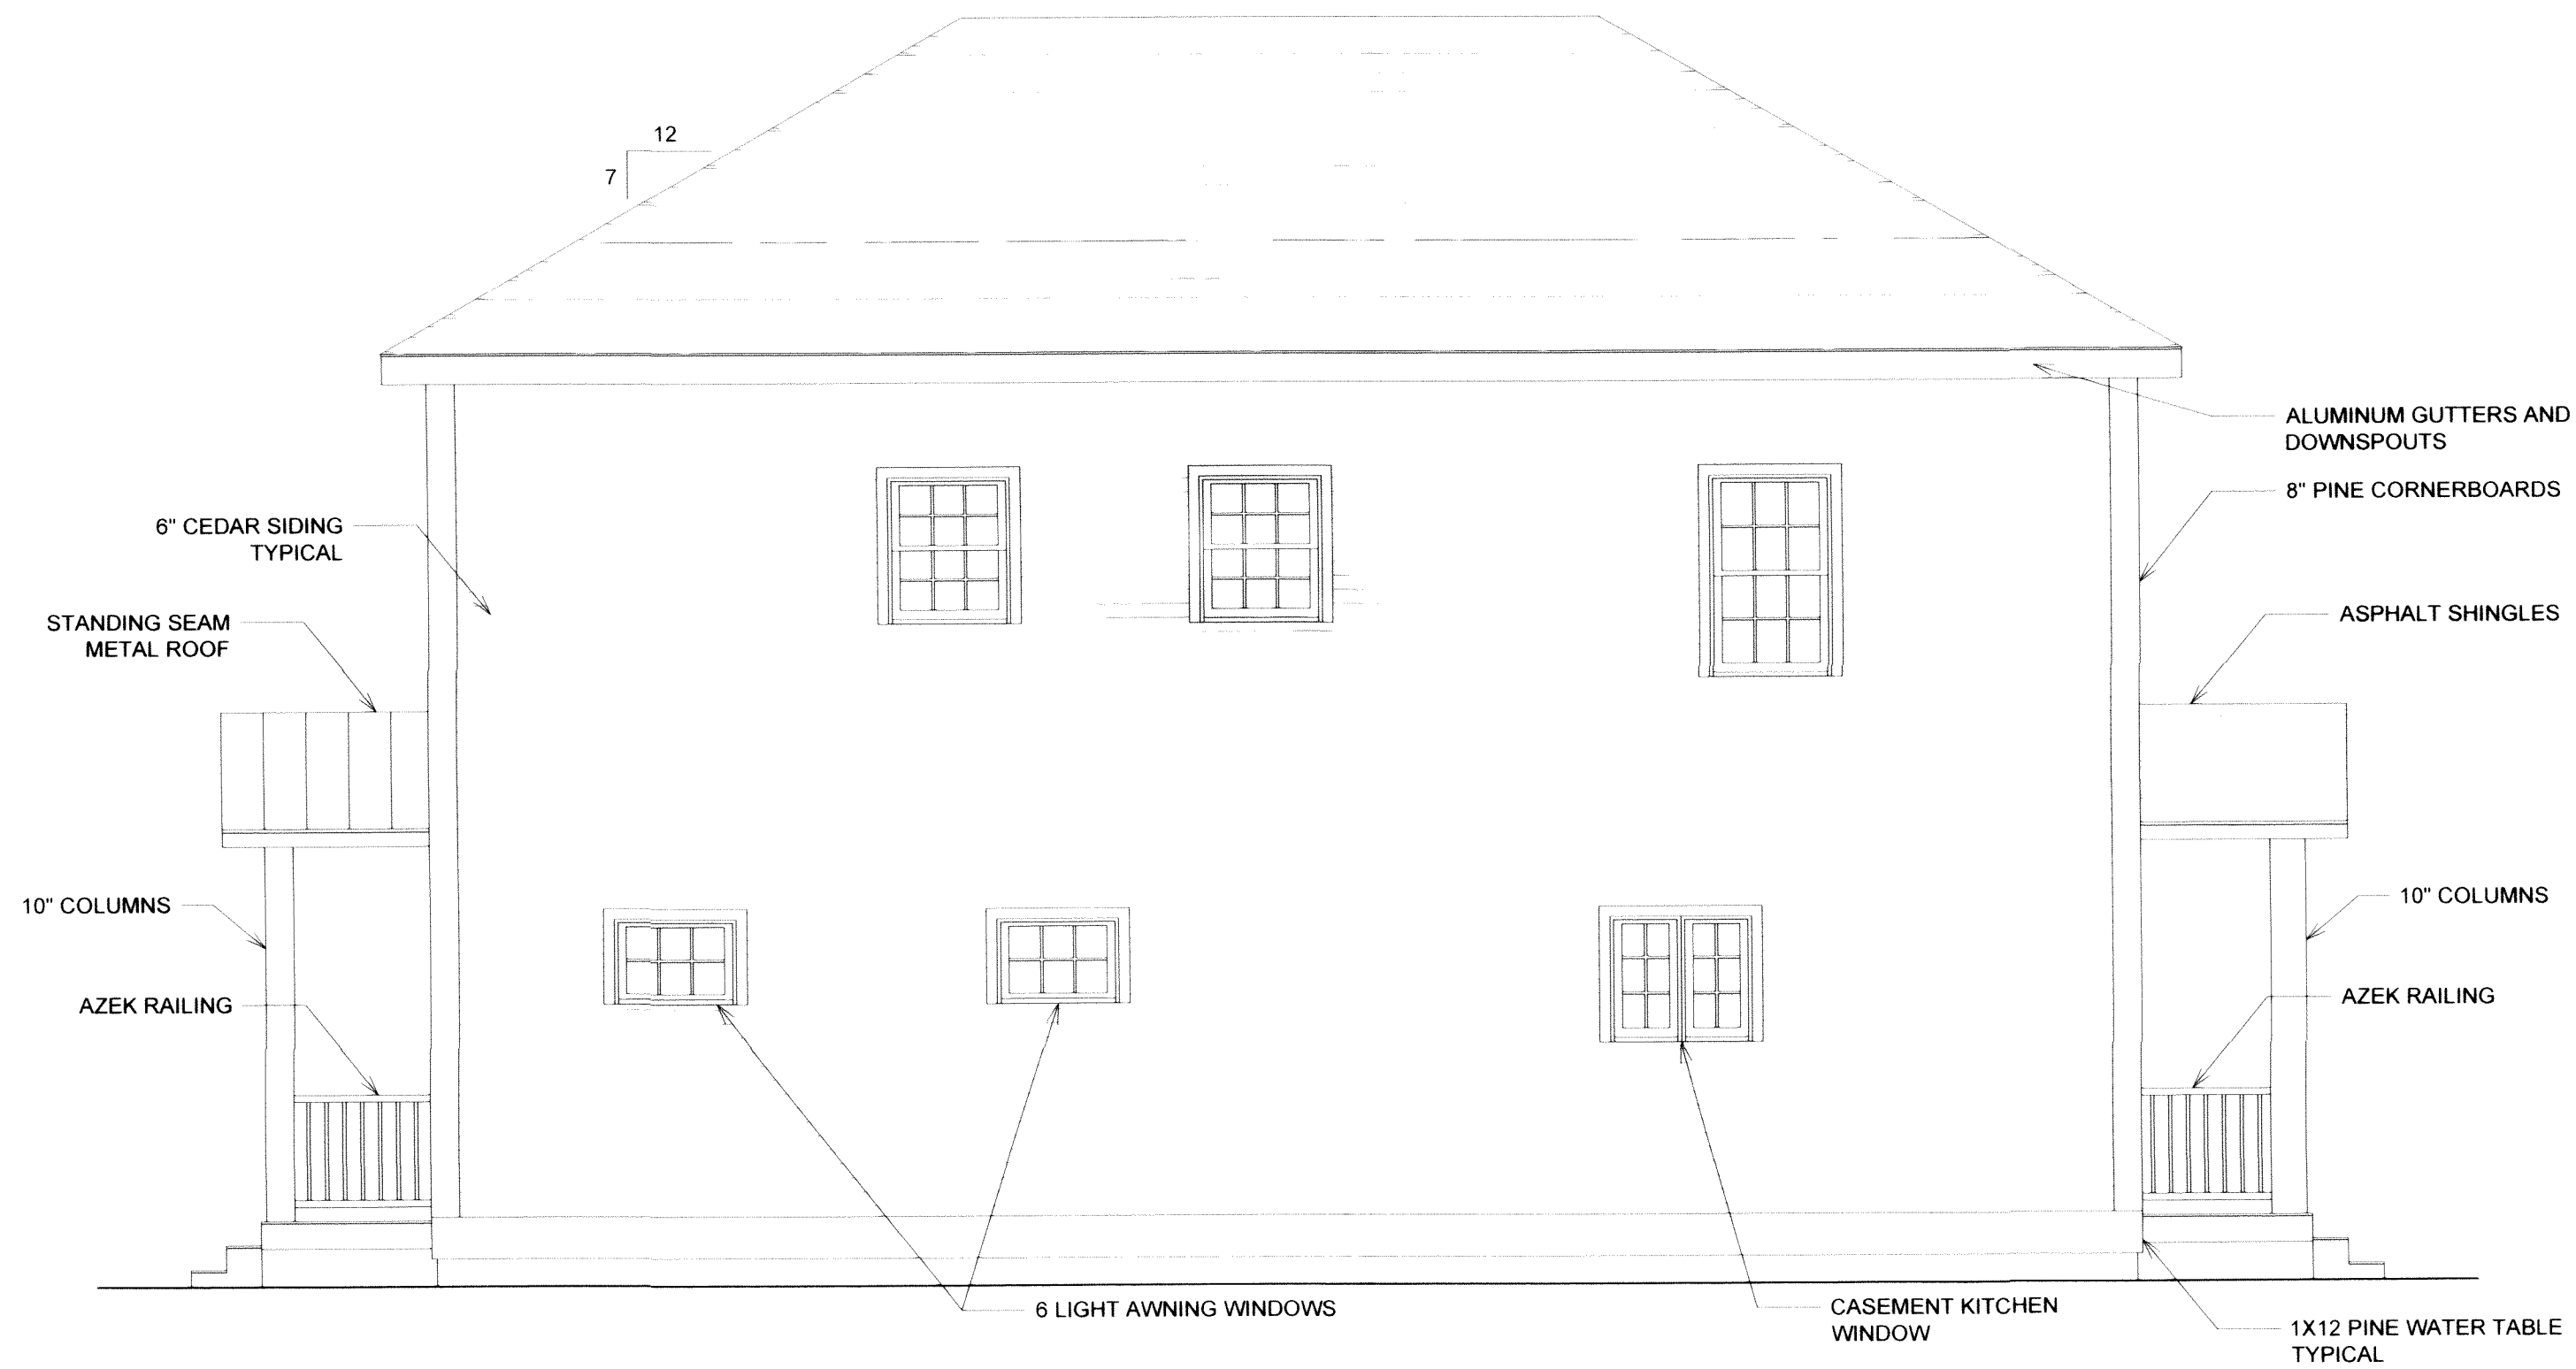 12
7
ALUMINUM GUTTERS AND
DOWNSPOUTS
8" PINE CORNERBOARDS
6" CEDAR SIDING
TYPICAL
STANDING SEAM
METAL ROOF
ASPHALT SHINGLES
10" COLUMNS
10" COLUMNS
AZEK RAILING
AZEK RAILING
6 LIGHT AWNING WINDOWS
CASEMENT KITCHEN
WINDOW
1X12 PINE WATER TABLE
TYPICAL